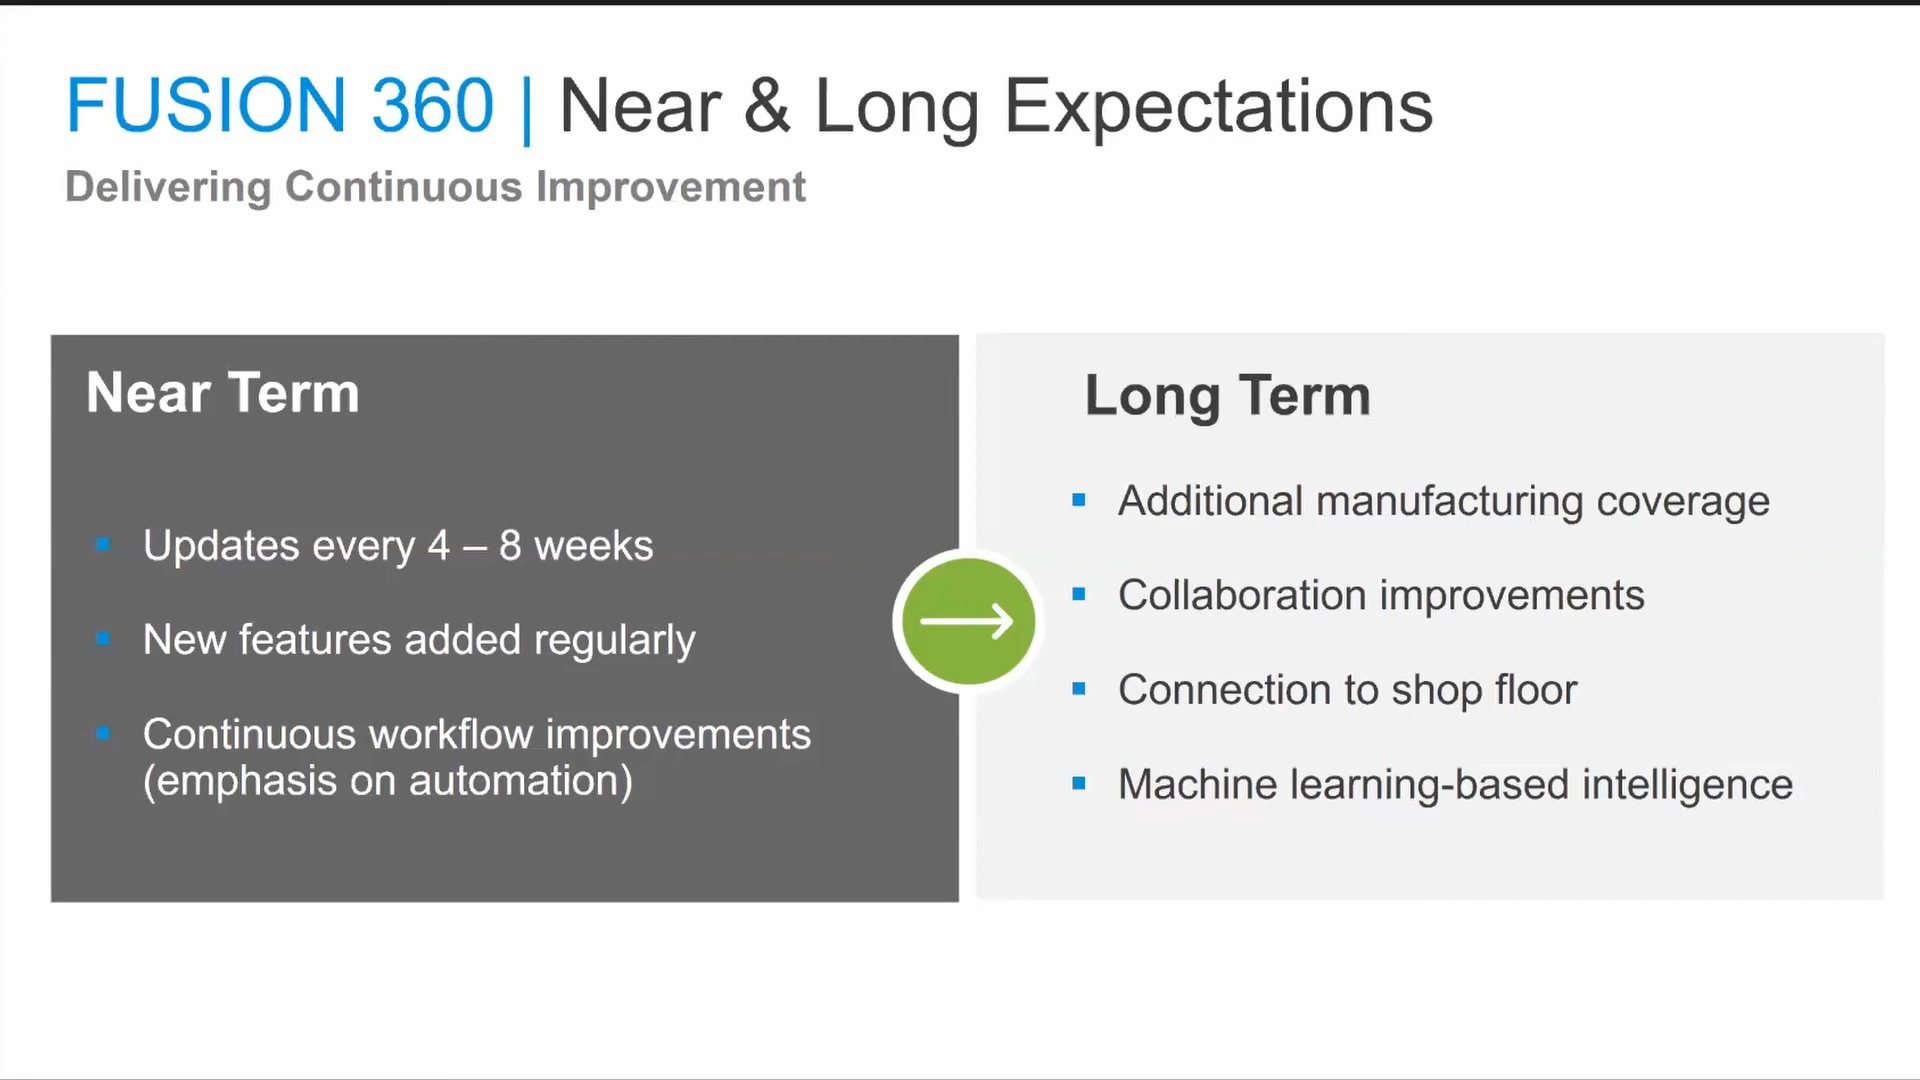 FUSION 360 | Near & Long Expectations
Delivering Continuous Improvement
Near Term
Updates every 4 – 8 weeks
New features added regularly
Continuous workflow improvements
(emphasis on automation)
Long Term
Additional manufacturing coverage
Collaboration improvements
Connection to shop floor
Machine learning-based intelligence